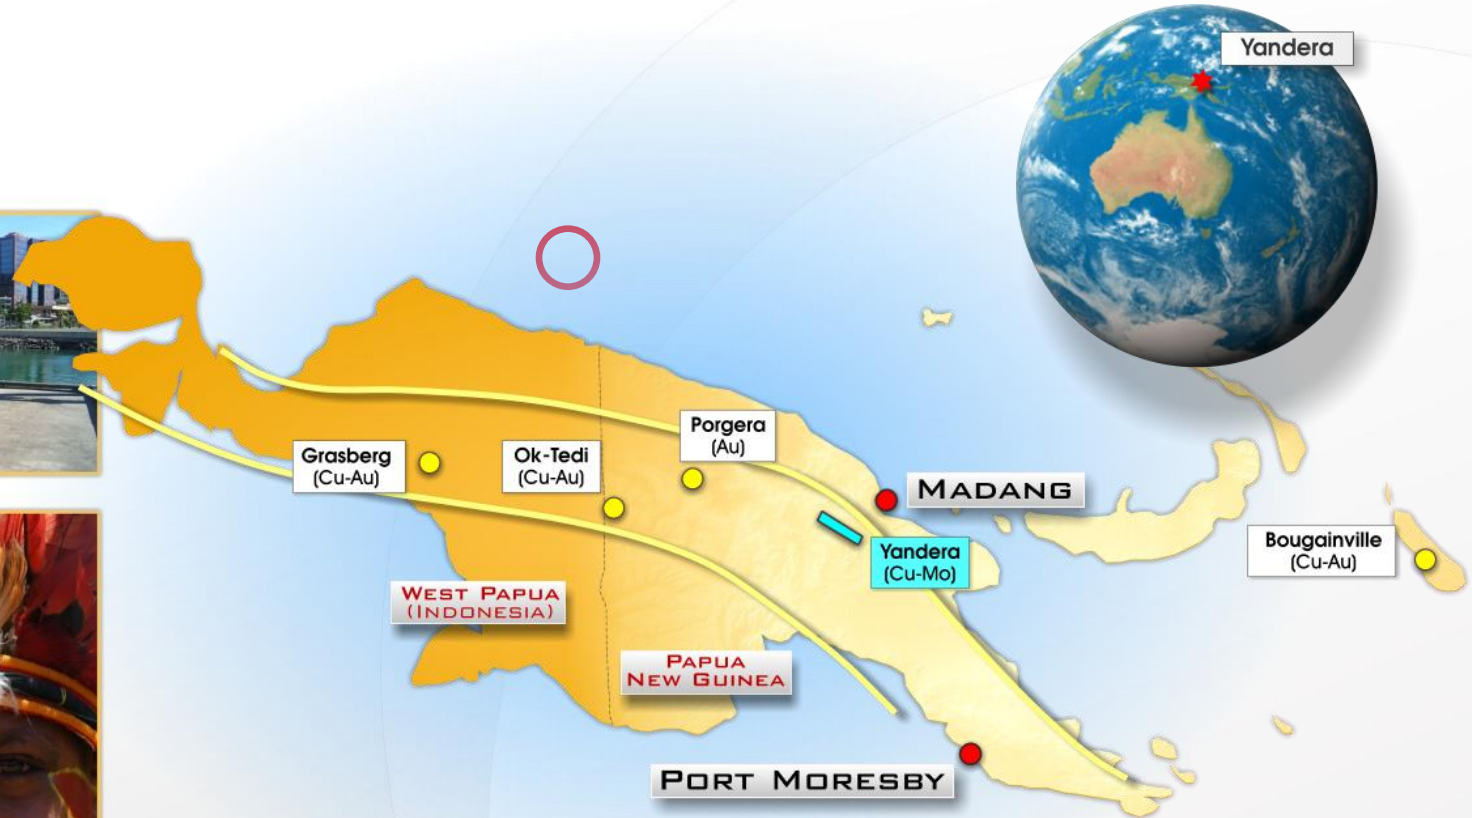 Yandera
Porgera
(Au)
Grasberg
(Cu-Au)
Ok-Tedi
(Cu-Au)
MADANG
Yandera
(Cu-Mo)
Bougainville
(Cu-Au)
WEST PAPUA
(INDONESIA)
PAPUA
NEW GUINEA
PORT MORESBY